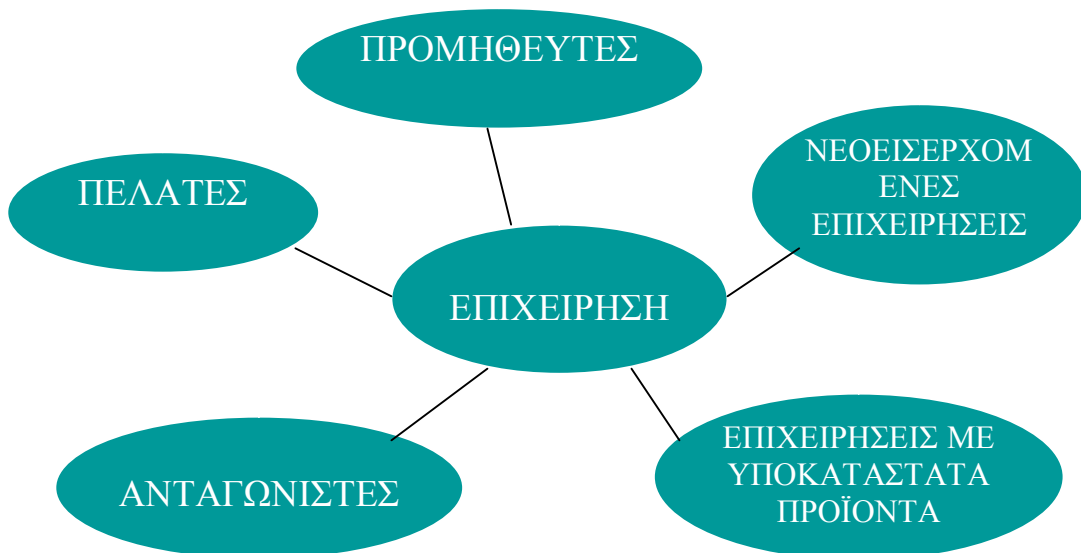 ΠΡΟΜΗΘΕΥΤΕΣ
ΝΕΟΕΙΣΕΡΧΟΜ
ΕΝΕΣ
ΕΠΙΧΕΙΡΗΣΕΙΣ
ΠΕΛΑΤΕΣ
ΕΠΙΧΕΙΡΗΣΗ
ΑΝΤΑΓΩΝΙΣΤΕΣ
ΕΠΙΧΕΙΡΗΣΕΙΣ ΜΕ
ΥΠΟΚΑΤΑΣΤΑΤΑ
ΠΡΟΪΟΝΤΑ